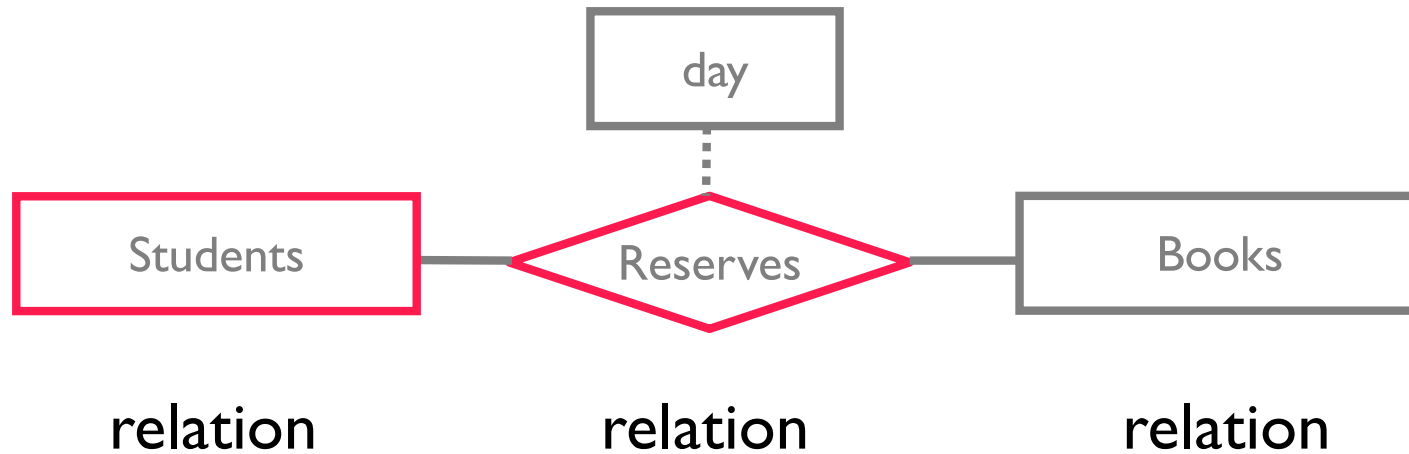 day
Students
Reserves
Books
relation relation relation